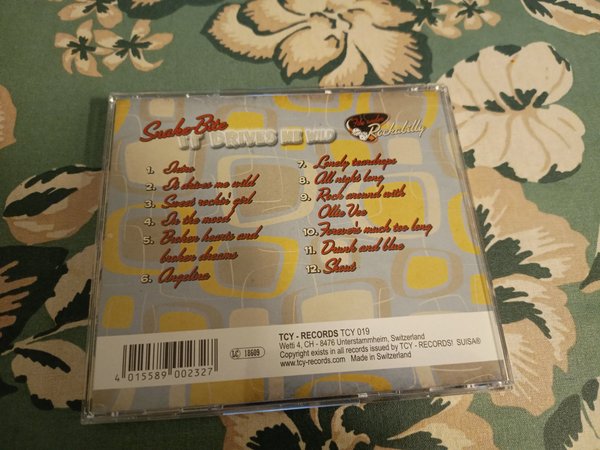 Snake Bite
IT DRIVES ME WILD
Rockabilly
1. Intro
2. It drives me wild
3. Sweet rockin' girl
4. In the mood
5. Broken hearts and
broken dreams
6. Angelina
7. Lonely teardrops
8. All night long
9. Rock around with
Ollie Vee
10. Forever's much too long
11. Drunk and blue
12. Shout
4 015589 002327
LC 18609
TCY - RECORDS TCY 019
Wetti 4, CH - 8476 Unterstammheim, Switzerland
Copyright exists in all records issued by TCY - RECORDS! SUISA®
www.tcy-records.com Made in Switzerland